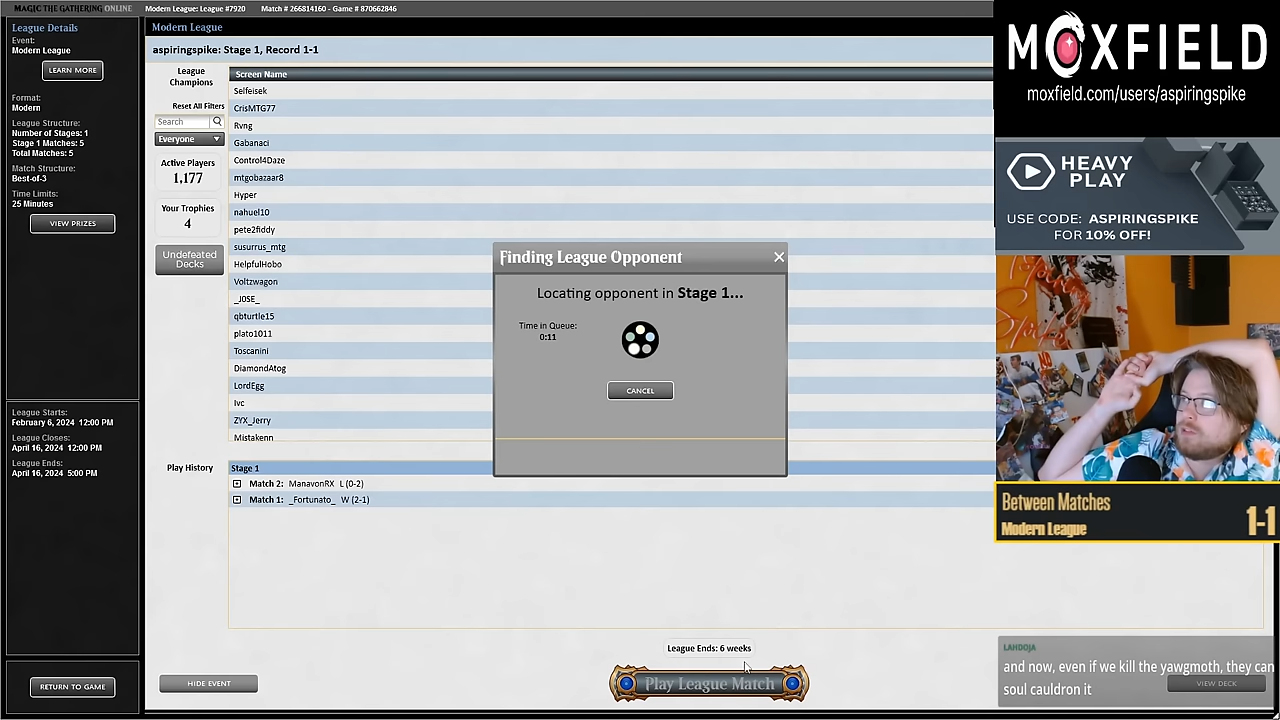 MAGIC THE GATHERING ONLINE
Modern League: League #7920
Match # 266814160 - Game # 870662846
League Details
Event:
Modern League
LEARN MORE
Format:
Modern
League Structure:
Number of Stages: 1
Stage 1 Matches: 5
Total Matches: 5
Match Structure:
Best-of-3
Time Limits:
25 Minutes
VIEW PRIZES
League Starts:
February 6, 2024 12:00 PM
League Closes:
April 16, 2024 12:00 PM
League Ends:
April 16, 2024 5:00 PM
RETURN TO GAME
Modern League
aspiringspike: Stage 1, Record 1-1
League
Champions
Reset All Filters
Search
Everyone
Active Players
1,177
Your Trophies
4
Undefeated
Decks
Screen Name
Selfeisek
CrisMTG77
Rvng
Gabanaci
Control4Daze
mtgobazaar8
Hyper
nahuel10
pete2fiddy
susurrus_mtg
HelpfulHobo
Voltzwagon
_J0SE_
qbturtle15
plato1011
Toscanini
DiamondAtog
LordEgg
Ivc
ZYX_Jerry
Mistakenn
Finding League Opponent
Locating opponent in Stage 1...
Time in Queue:
0:11
CANCEL
Play History
Stage 1
Match 2: ManavonRX L (0-2)
Match 1: _Fortunato_ W (2-1)
League Ends: 6 weeks
HIDE EVENT
Play League Match
VIEW DECK
MOXFIELD
moxfield.com/users/aspiringspike
HEAVY
PLAY
USE CODE: ASPIRINGSPIKE
FOR 10% OFF!
Between Matches
Modern League
1-1
LAHDOJA
and now, even if we kill the yawgmoth, they can
soul cauldron it